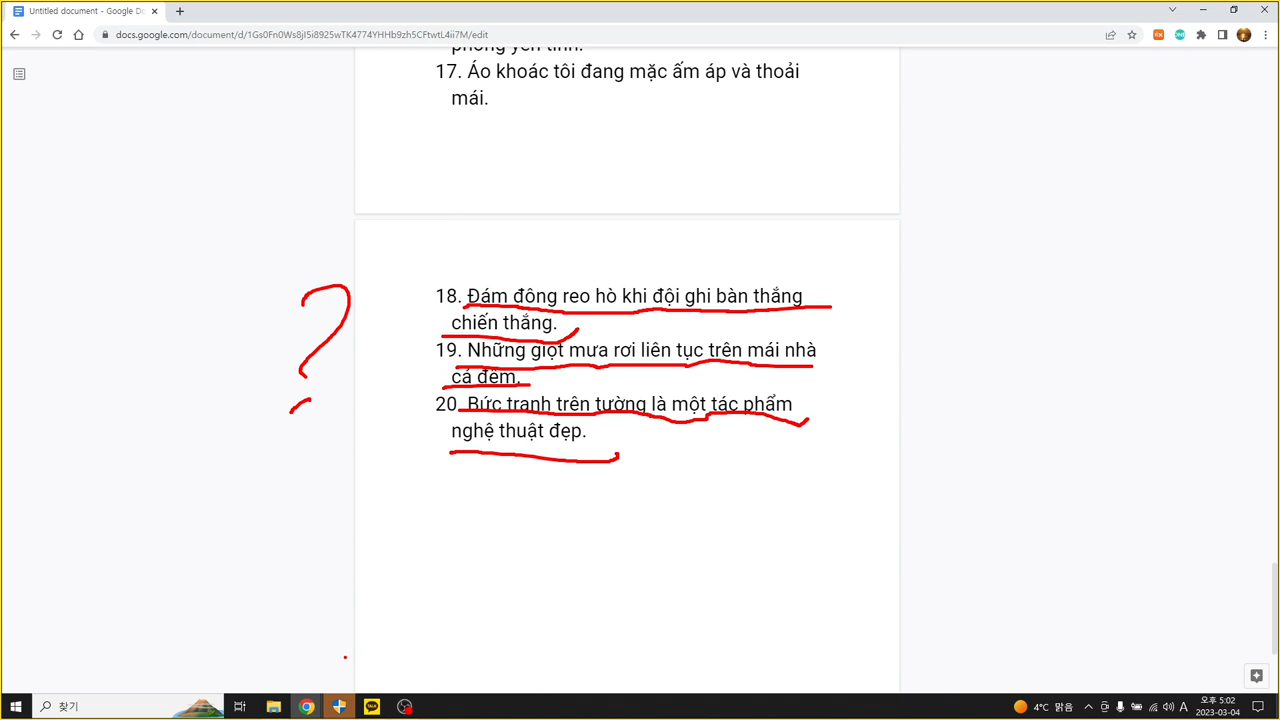 Untitled document - Google Do
docs.google.com/document/d/1Gs0Fn0Ws8jI5i8925wTK4774YHHb9zh5CFtwtL4ii7M/edit
phòng yên tĩnh.
17. Áo khoác tôi đang mặc ấm áp và thoải
mái.
18. Đám đông reo hò khi đội ghi bàn thắng
chiến thắng.
19. Những giọt mưa rơi liên tục trên mái nhà
cả đêm.
20. Bức tranh trên tường là một tác phẩm
nghệ thuật đẹp.
?
찾기
4°C 맑음
A
오후 5:02
2023-03-04